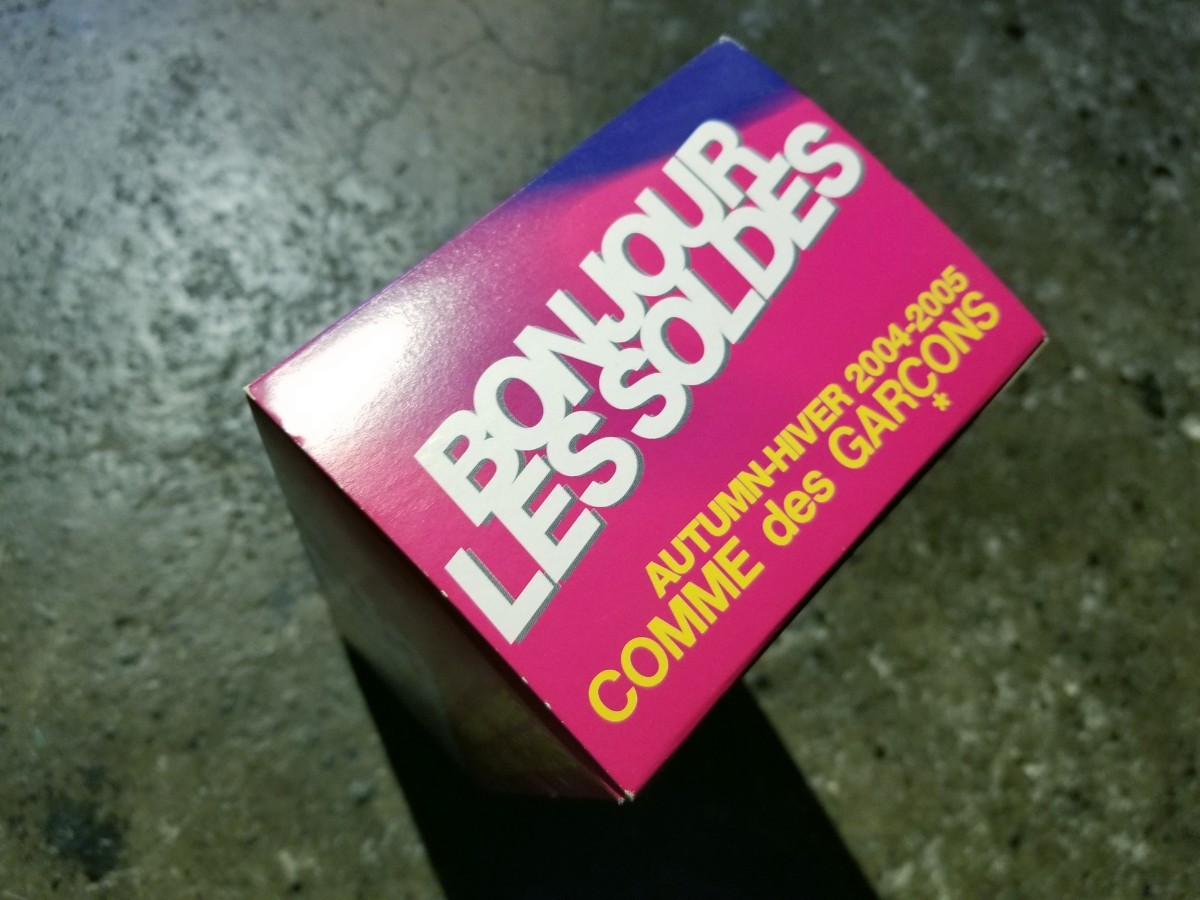 BONJOUR
LES SOLDES
AUTUMN-HIVER 2004-2005
COMME des GARÇONS
*